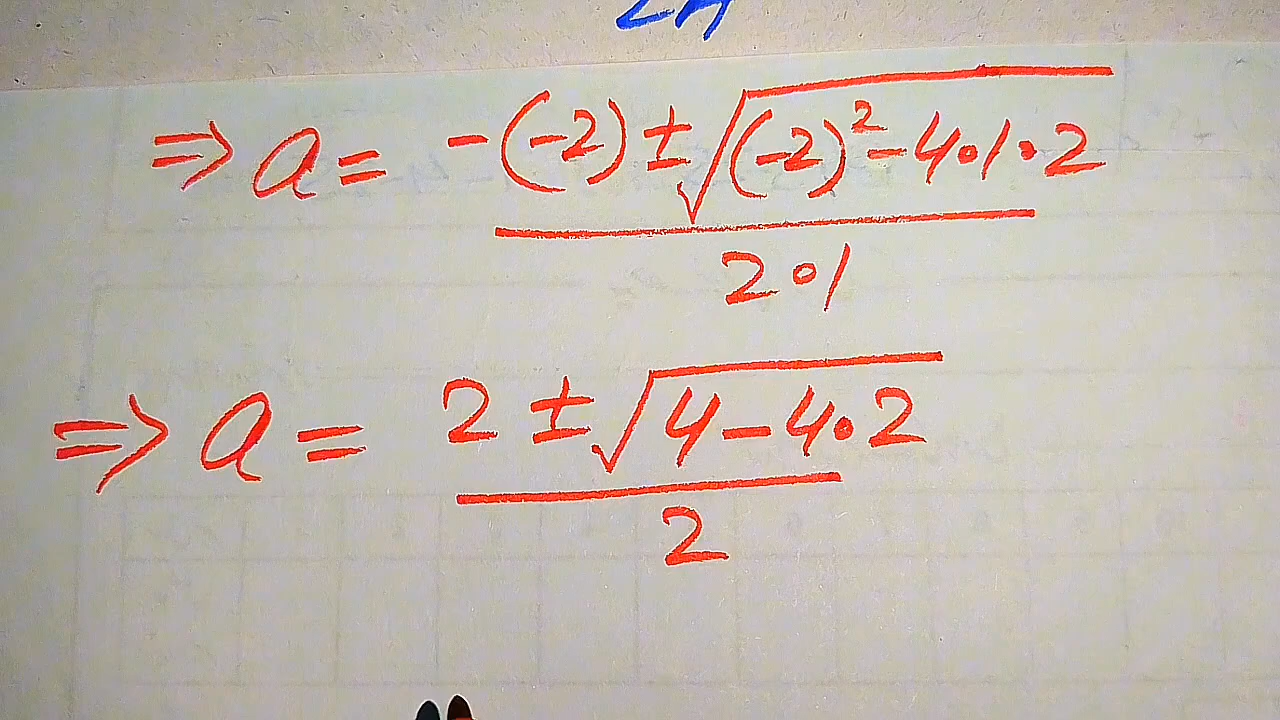 ⇒ a = -(-2) ± √((-2)² - 4·1·2) / 2·1
⇒ a = 2 ± √(4 - 4·2) / 2